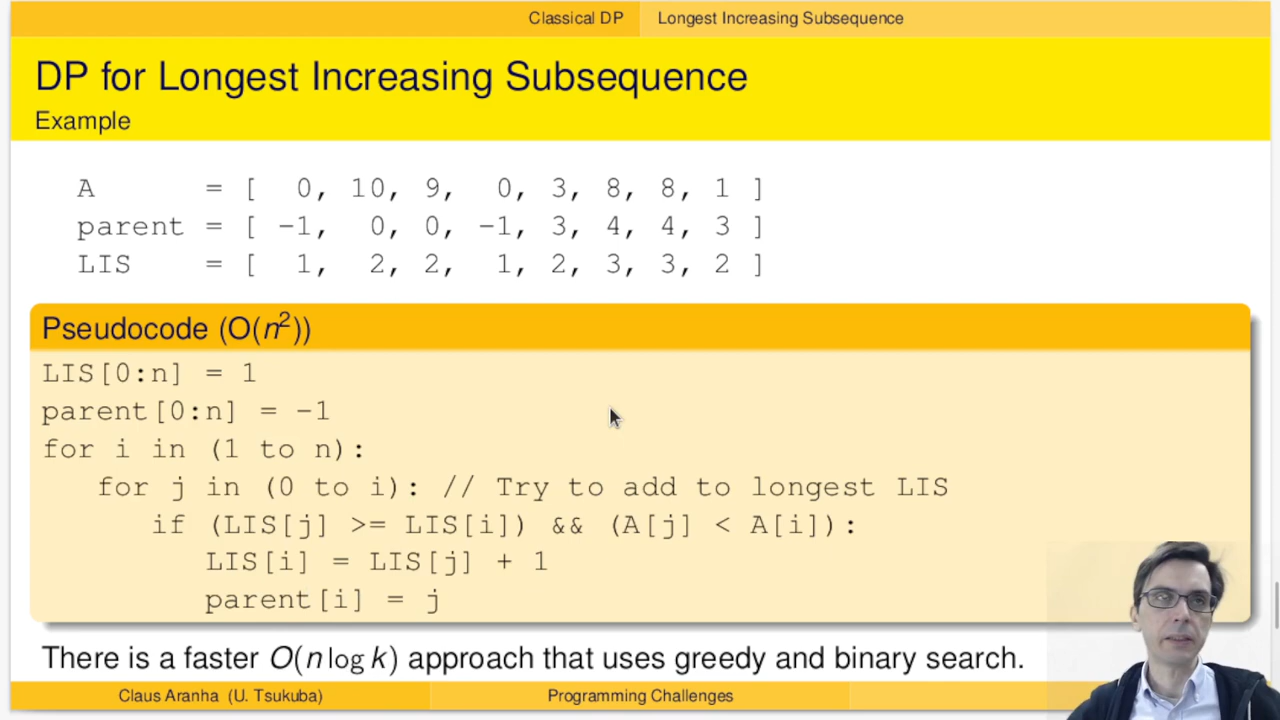 Classical DP Longest Increasing Subsequence
DP for Longest Increasing Subsequence
Example
A = [ 0, 10, 9, 0, 3, 8, 8, 1 ]
parent = [ -1, 0, 0, -1, 3, 4, 4, 3 ]
LIS = [ 1, 2, 2, 1, 2, 3, 3, 2 ]
Pseudocode (O(n²))
LIS[0:n] = 1
parent[0:n] = -1
for i in (1 to n):
for j in (0 to i): // Try to add to longest LIS
if (LIS[j] >= LIS[i]) && (A[j] < A[i]):
LIS[i] = LIS[j] + 1
parent[i] = j
There is a faster O(n log k) approach that uses greedy and binary search.
Claus Aranha (U. Tsukuba) Programming Challenges